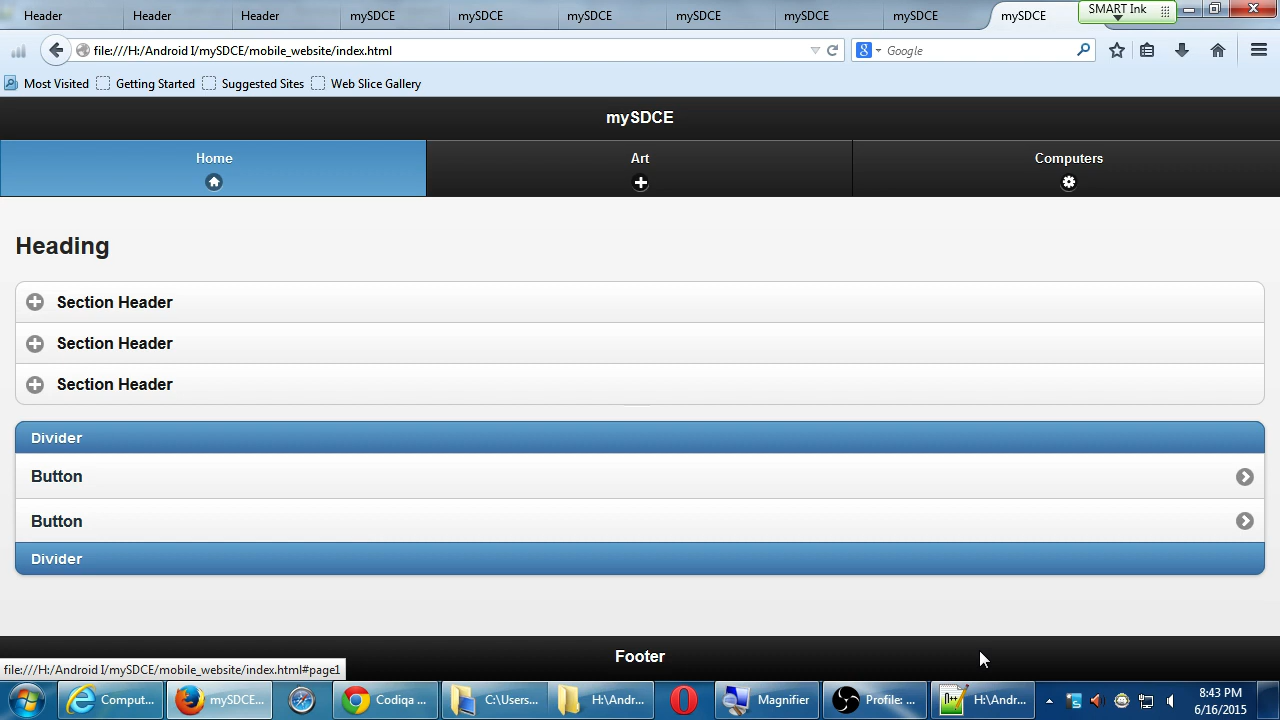 Header Header Header mySDCE mySDCE mySDCE mySDCE mySDCE mySDCE mySDCE SMART Ink
file:///H:/Android I/mySDCE/mobile_website/index.html 8 Google
Most Visited Getting Started Suggested Sites Web Slice Gallery
mySDCE
Home Art Computers
Heading
Section Header
Section Header
Section Header
Divider
Button
Button
Divider
Footer
file:///H:/Android I/mySDCE/mobile_website/index.html#page1
Comput... mySDCE... Codiqa ... C:\Users... H:\Andr... Magnifier Profile: ... H:\Andr... 8:43 PM
6/16/2015